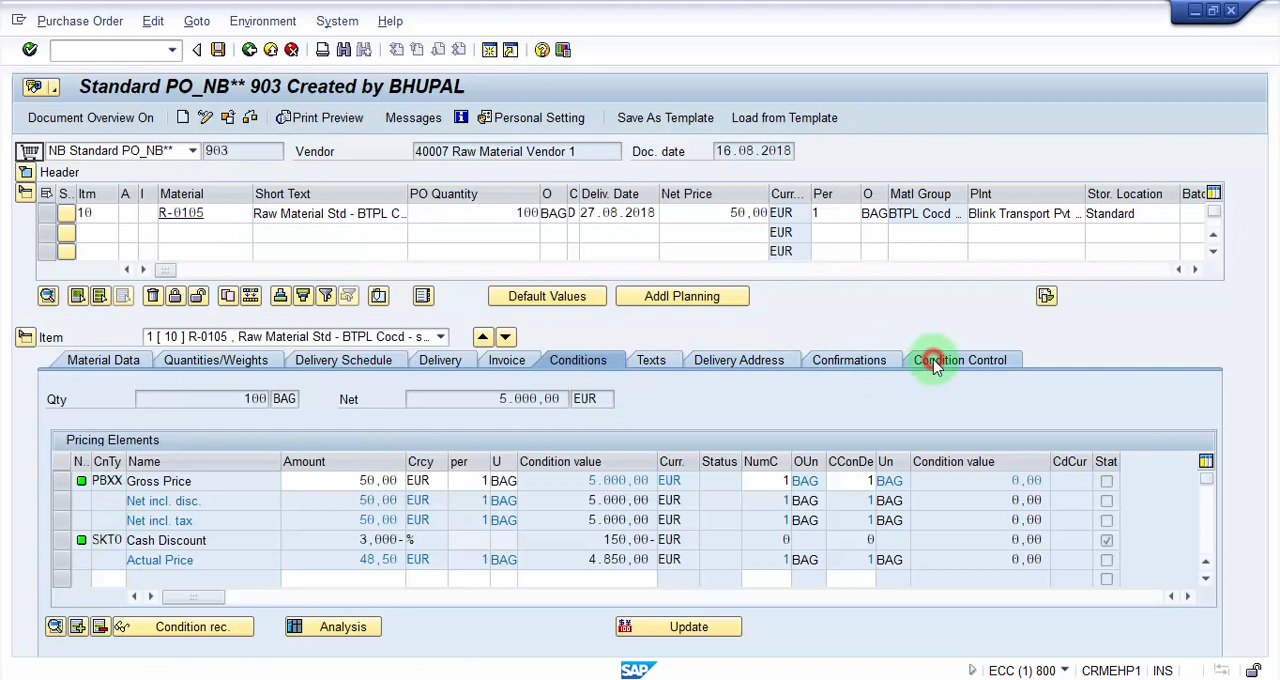 Purchase Order Edit Goto Environment System Help
Standard PO_NB** 903 Created by BHUPAL
Document Overview On Print Preview Messages Personal Setting Save As Template Load from Template
NB Standard PO_NB** 903 Vendor 40007 Raw Material Vendor 1 Doc. date 16.08.2018
Header
S.. Itm A I Material Short Text PO Quantity O C Deliv. Date Net Price Curr... Per O Matl Group Plnt Stor. Location Batc
10 R-0105 Raw Material Std - BTPL C... 100 BAG D 27.08.2018 50,00 EUR 1 BAG BTPL Cocd ... Blink Transport Pvt ... Standard
EUR
EUR
Default Values Addl Planning
Item 1 [ 10 ] R-0105 , Raw Material Std - BTPL Cocd - s...
Material Data Quantities/Weights Delivery Schedule Delivery Invoice Conditions Texts Delivery Address Confirmations Condition Control
Qty 100 BAG Net 5.000,00 EUR
Pricing Elements
N.. CnTy Name Amount Crcy per U Condition value Curr. Status NumC OUn CConDe Un Condition value CdCur Stat
PBXX Gross Price 50,00 EUR 1 BAG 5.000,00 EUR 1 BAG 1 BAG 0,00
Net incl. disc. 50,00 EUR 1 BAG 5.000,00 EUR 1 BAG 1 BAG 0,00
Net incl. tax 50,00 EUR 1 BAG 5.000,00 EUR 1 BAG 1 BAG 0,00
SKTO Cash Discount 3,000- % 150,00- EUR 0 0 0,00
Actual Price 48,50 EUR 1 BAG 4.850,00 EUR 1 BAG 1 BAG 0,00
Condition rec. Analysis Update
SAP ECC (1) 800 CRMEHP1 INS